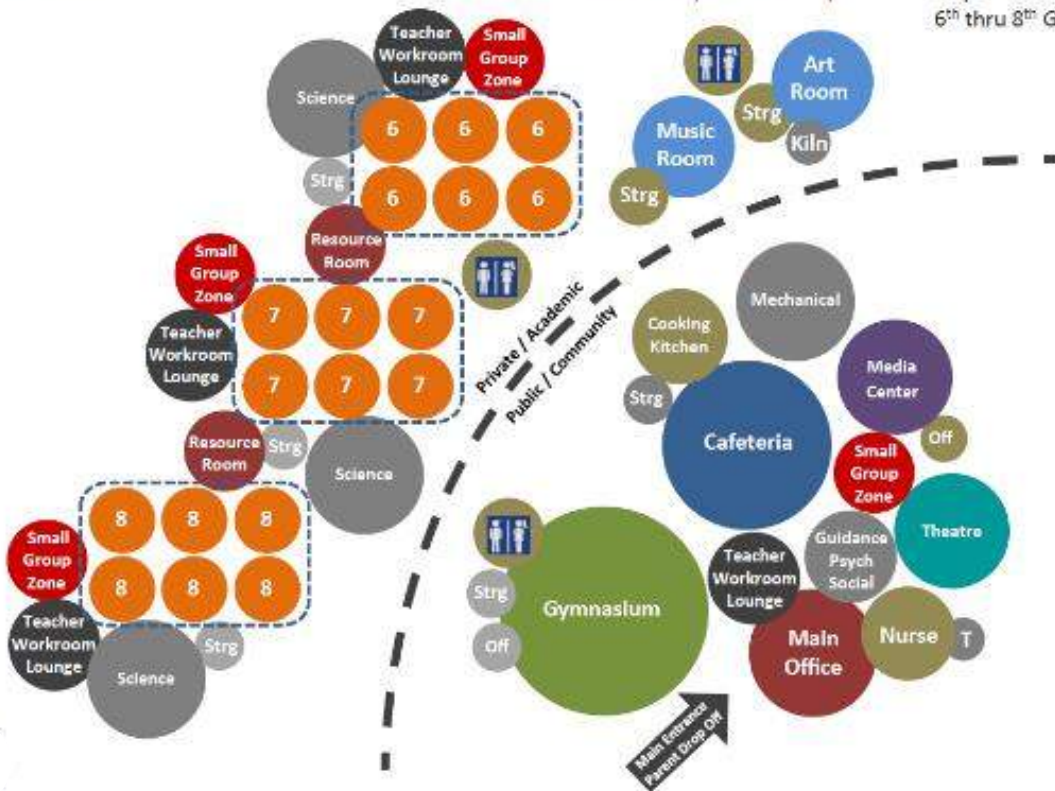 6th thru 8th G
Teacher
Workroom
Lounge
Small
Group
Zone
Science
6 6 6
6 6 6
Strg
Resource
Room
Art
Room
Strg
Kiln
Music
Room
Strg
Small
Group
Zone
Teacher
Workroom
Lounge
7 7 7
7 7 7
Resource
Room
Strg
Science
8 8 8
8 8 8
Small
Group
Zone
Teacher
Workroom
Lounge
Strg
Science
Private / Academic
Public / Community
Mechanical
Cooking
Kitchen
Strg
Cafeteria
Media
Center
Off
Small
Group
Zone
Theatre
Guidance
Psych
Social
Teacher
Workroom
Lounge
Main
Office
Nurse
T
Gymnasium
Strg
Off
Main Entrance
Parent Drop Off